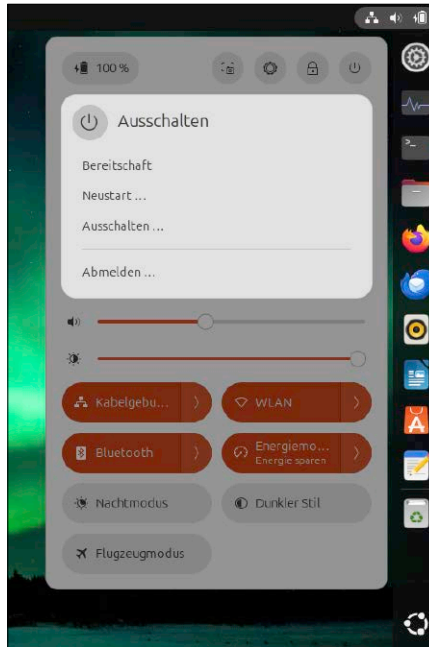 100 %
Ausschalten
Bereitschaft
Neustart ...
Ausschalten ...
Abmelden ...
Kabelgebu...
WLAN
Bluetooth
Energiemo...
Energie sparen
Nachtmodus
Dunkler Stil
Flugzeugmodus